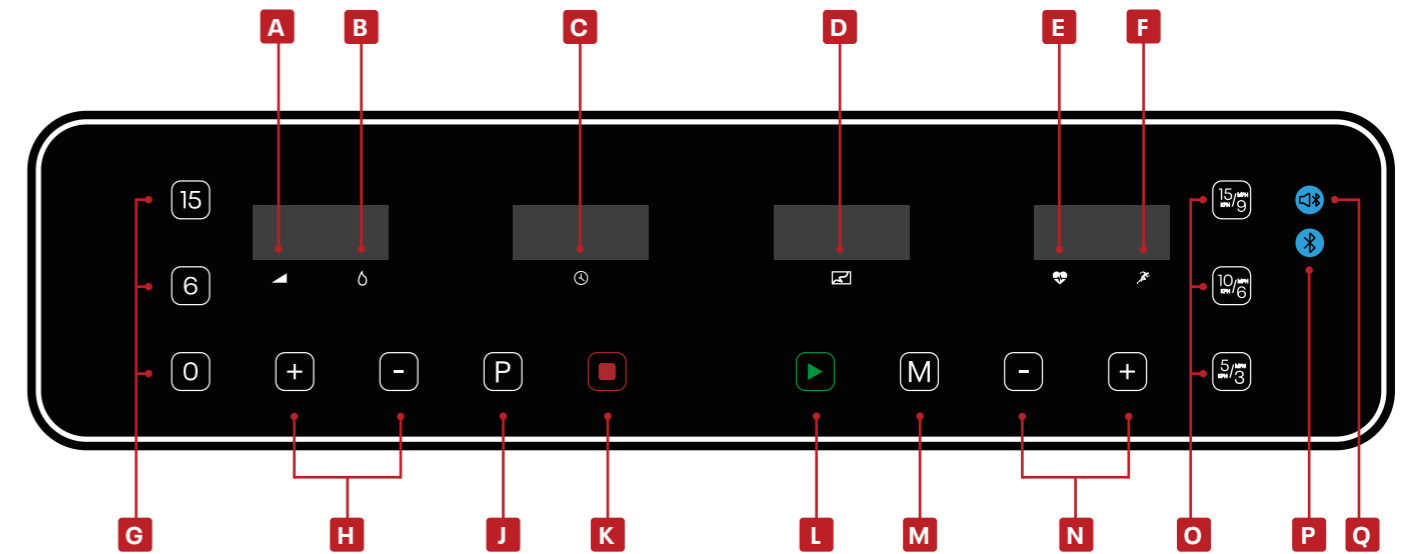 A B C D E F
15 15 KPH / MPH 9
6 10 KPH / MPH 6
0 + - P M - + 5 KPH / MPH 3
G H J K L M N O P Q